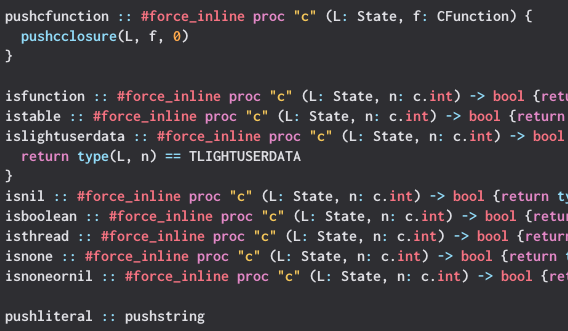 pushcfunction :: #force_inline proc "c" (L: State, f: CFunction) {
  pushcclosure(L, f, 0)
}

isfunction :: #force_inline proc "c" (L: State, n: c.int) -> bool {retu
istable :: #force_inline proc "c" (L: State, n: c.int) -> bool {return
islightuserdata :: #force_inline proc "c" (L: State, n: c.int) -> bool
  return type(L, n) == TLIGHTUSERDATA
}
isnil :: #force_inline proc "c" (L: State, n: c.int) -> bool {return ty
isboolean :: #force_inline proc "c" (L: State, n: c.int) -> bool {retur
isthread :: #force_inline proc "c" (L: State, n: c.int) -> bool {return
isnone :: #force_inline proc "c" (L: State, n: c.int) -> bool {return t
isnoneornil :: #force_inline proc "c" (L: State, n: c.int) -> bool {ret

pushliteral :: pushstring